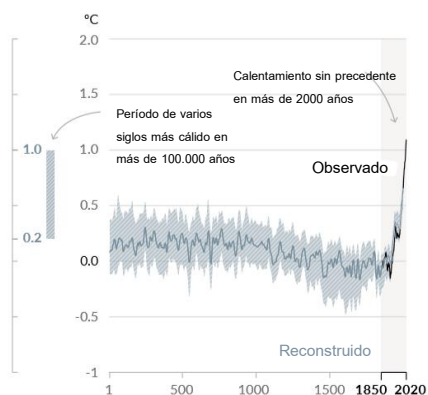 °C
2.0
Calentamiento sin precedente
en más de 2000 años
1.5
Período de varios
siglos más cálido en
más de 100.000 años
1.0
1.0
Observado
0.5
0.2
0.0
-0.5
Reconstruido
-1
1
500
1000
1500
1850
2020